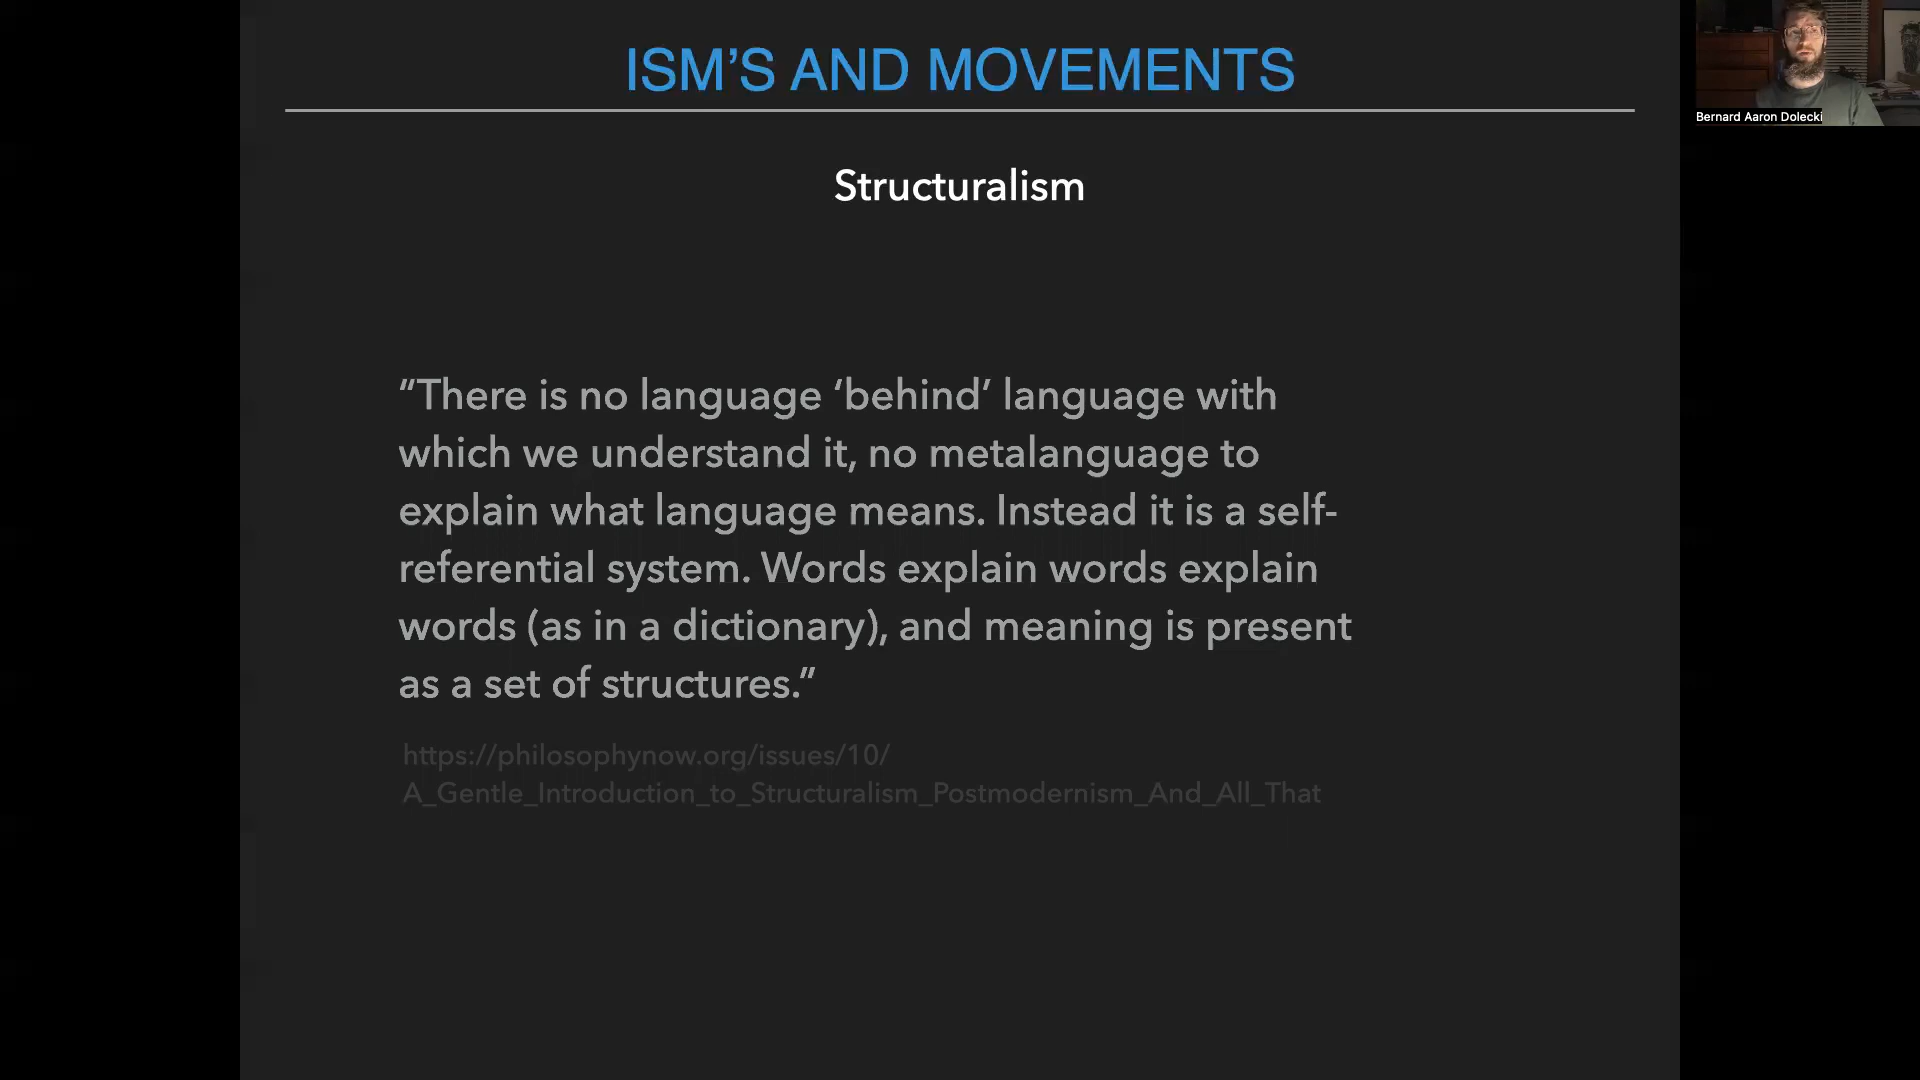 ISM’S AND MOVEMENTS
Bernard Aaron Dolecki
Structuralism
“There is no language ‘behind’ language with
which we understand it, no metalanguage to
explain what language means. Instead it is a self-
referential system. Words explain words explain
words (as in a dictionary), and meaning is present
as a set of structures.”
https://philosophynow.org/issues/10/
A_Gentle_Introduction_to_Structuralism_Postmodernism_And_All_That